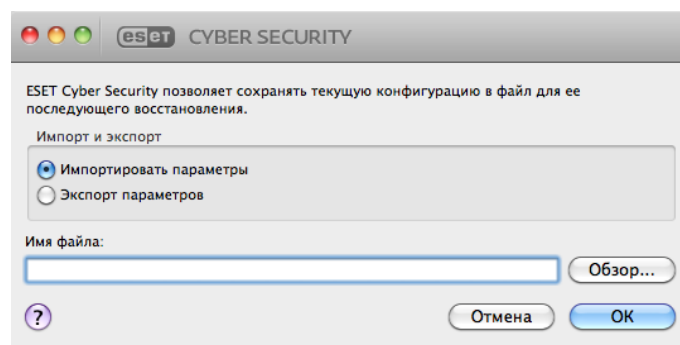 eset CYBER SECURITY
ESET Cyber Security позволяет сохранять текущую конфигурацию в файл для ее
последующего восстановления.
Импорт и экспорт
Импортировать параметры
Экспорт параметров
Имя файла:
Обзор...
?
Отмена
ОК